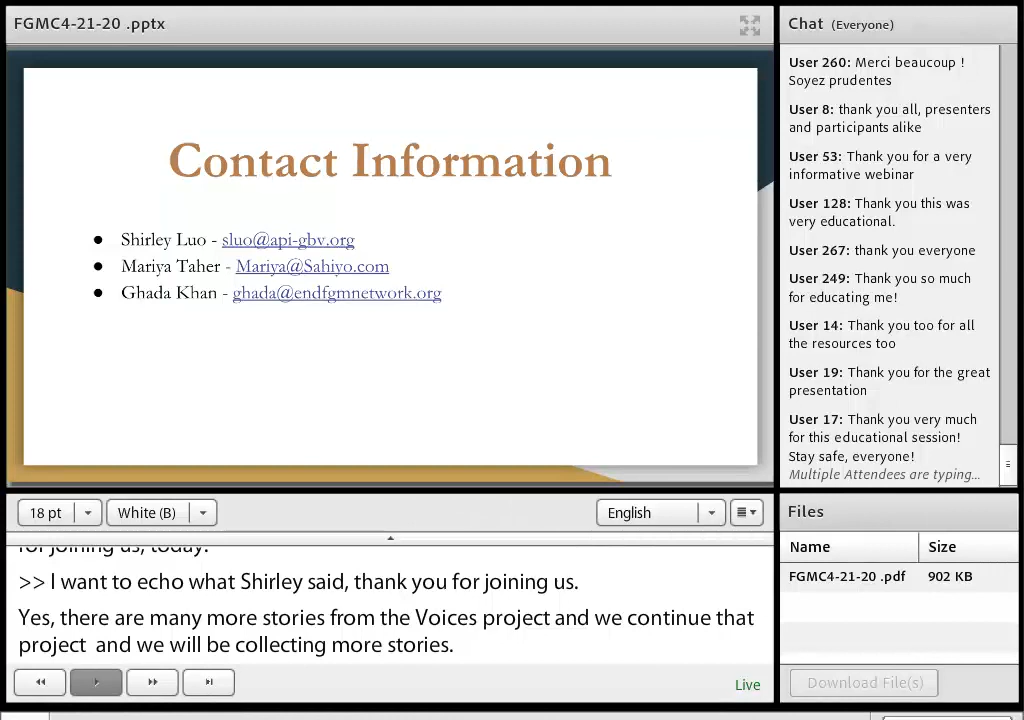 FGMC4-21-20 .pptx
Contact Information
● Shirley Luo - sluo@api-gbv.org
● Mariya Taher - Mariya@Sahiyo.com
● Ghada Khan - ghada@endfgmnetwork.org
Chat (Everyone)
User 260: Merci beaucoup !
Soyez prudentes
User 8: thank you all, presenters
and participants alike
User 53: Thank you for a very
informative webinar
User 128: Thank you this was
very educational.
User 267: thank you everyone
User 249: Thank you so much
for educating me!
User 14: Thank you too for all
the resources too
User 19: Thank you for the great
presentation
User 17: Thank you very much
for this educational session!
Stay safe, everyone!
Multiple Attendees are typing...
18 pt
White (B)
English
for joining us, today.
>> I want to echo what Shirley said, thank you for joining us.
Yes, there are many more stories from the Voices project and we continue that
project and we will be collecting more stories.
Live
Files
Name Size
FGMC4-21-20 .pdf 902 KB
Download File(s)